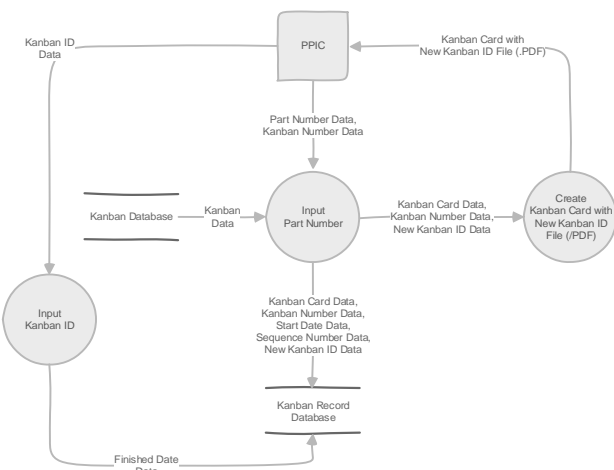 Kanban ID
Data
PPIC
Kanban Card with
New Kanban ID File (.PDF)
Part Number Data,
Kanban Number Data
Kanban Database
Kanban
Data
Input
Part Number
Kanban Card Data,
Kanban Number Data,
New Kanban ID Data
Create
Kanban Card with
New Kanban ID
File (/PDF)
Input
Kanban ID
Kanban Card Data,
Kanban Number Data,
Start Date Data,
Sequence Number Data,
New Kanban ID Data
Kanban Record
Database
Finished Date
Data